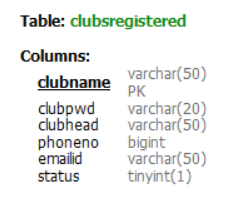 Table: clubsregistered
Columns:
clubname varchar(50) PK
clubpwd varchar(20)
clubhead varchar(50)
phoneno bigint
emailid varchar(50)
status tinyint(1)